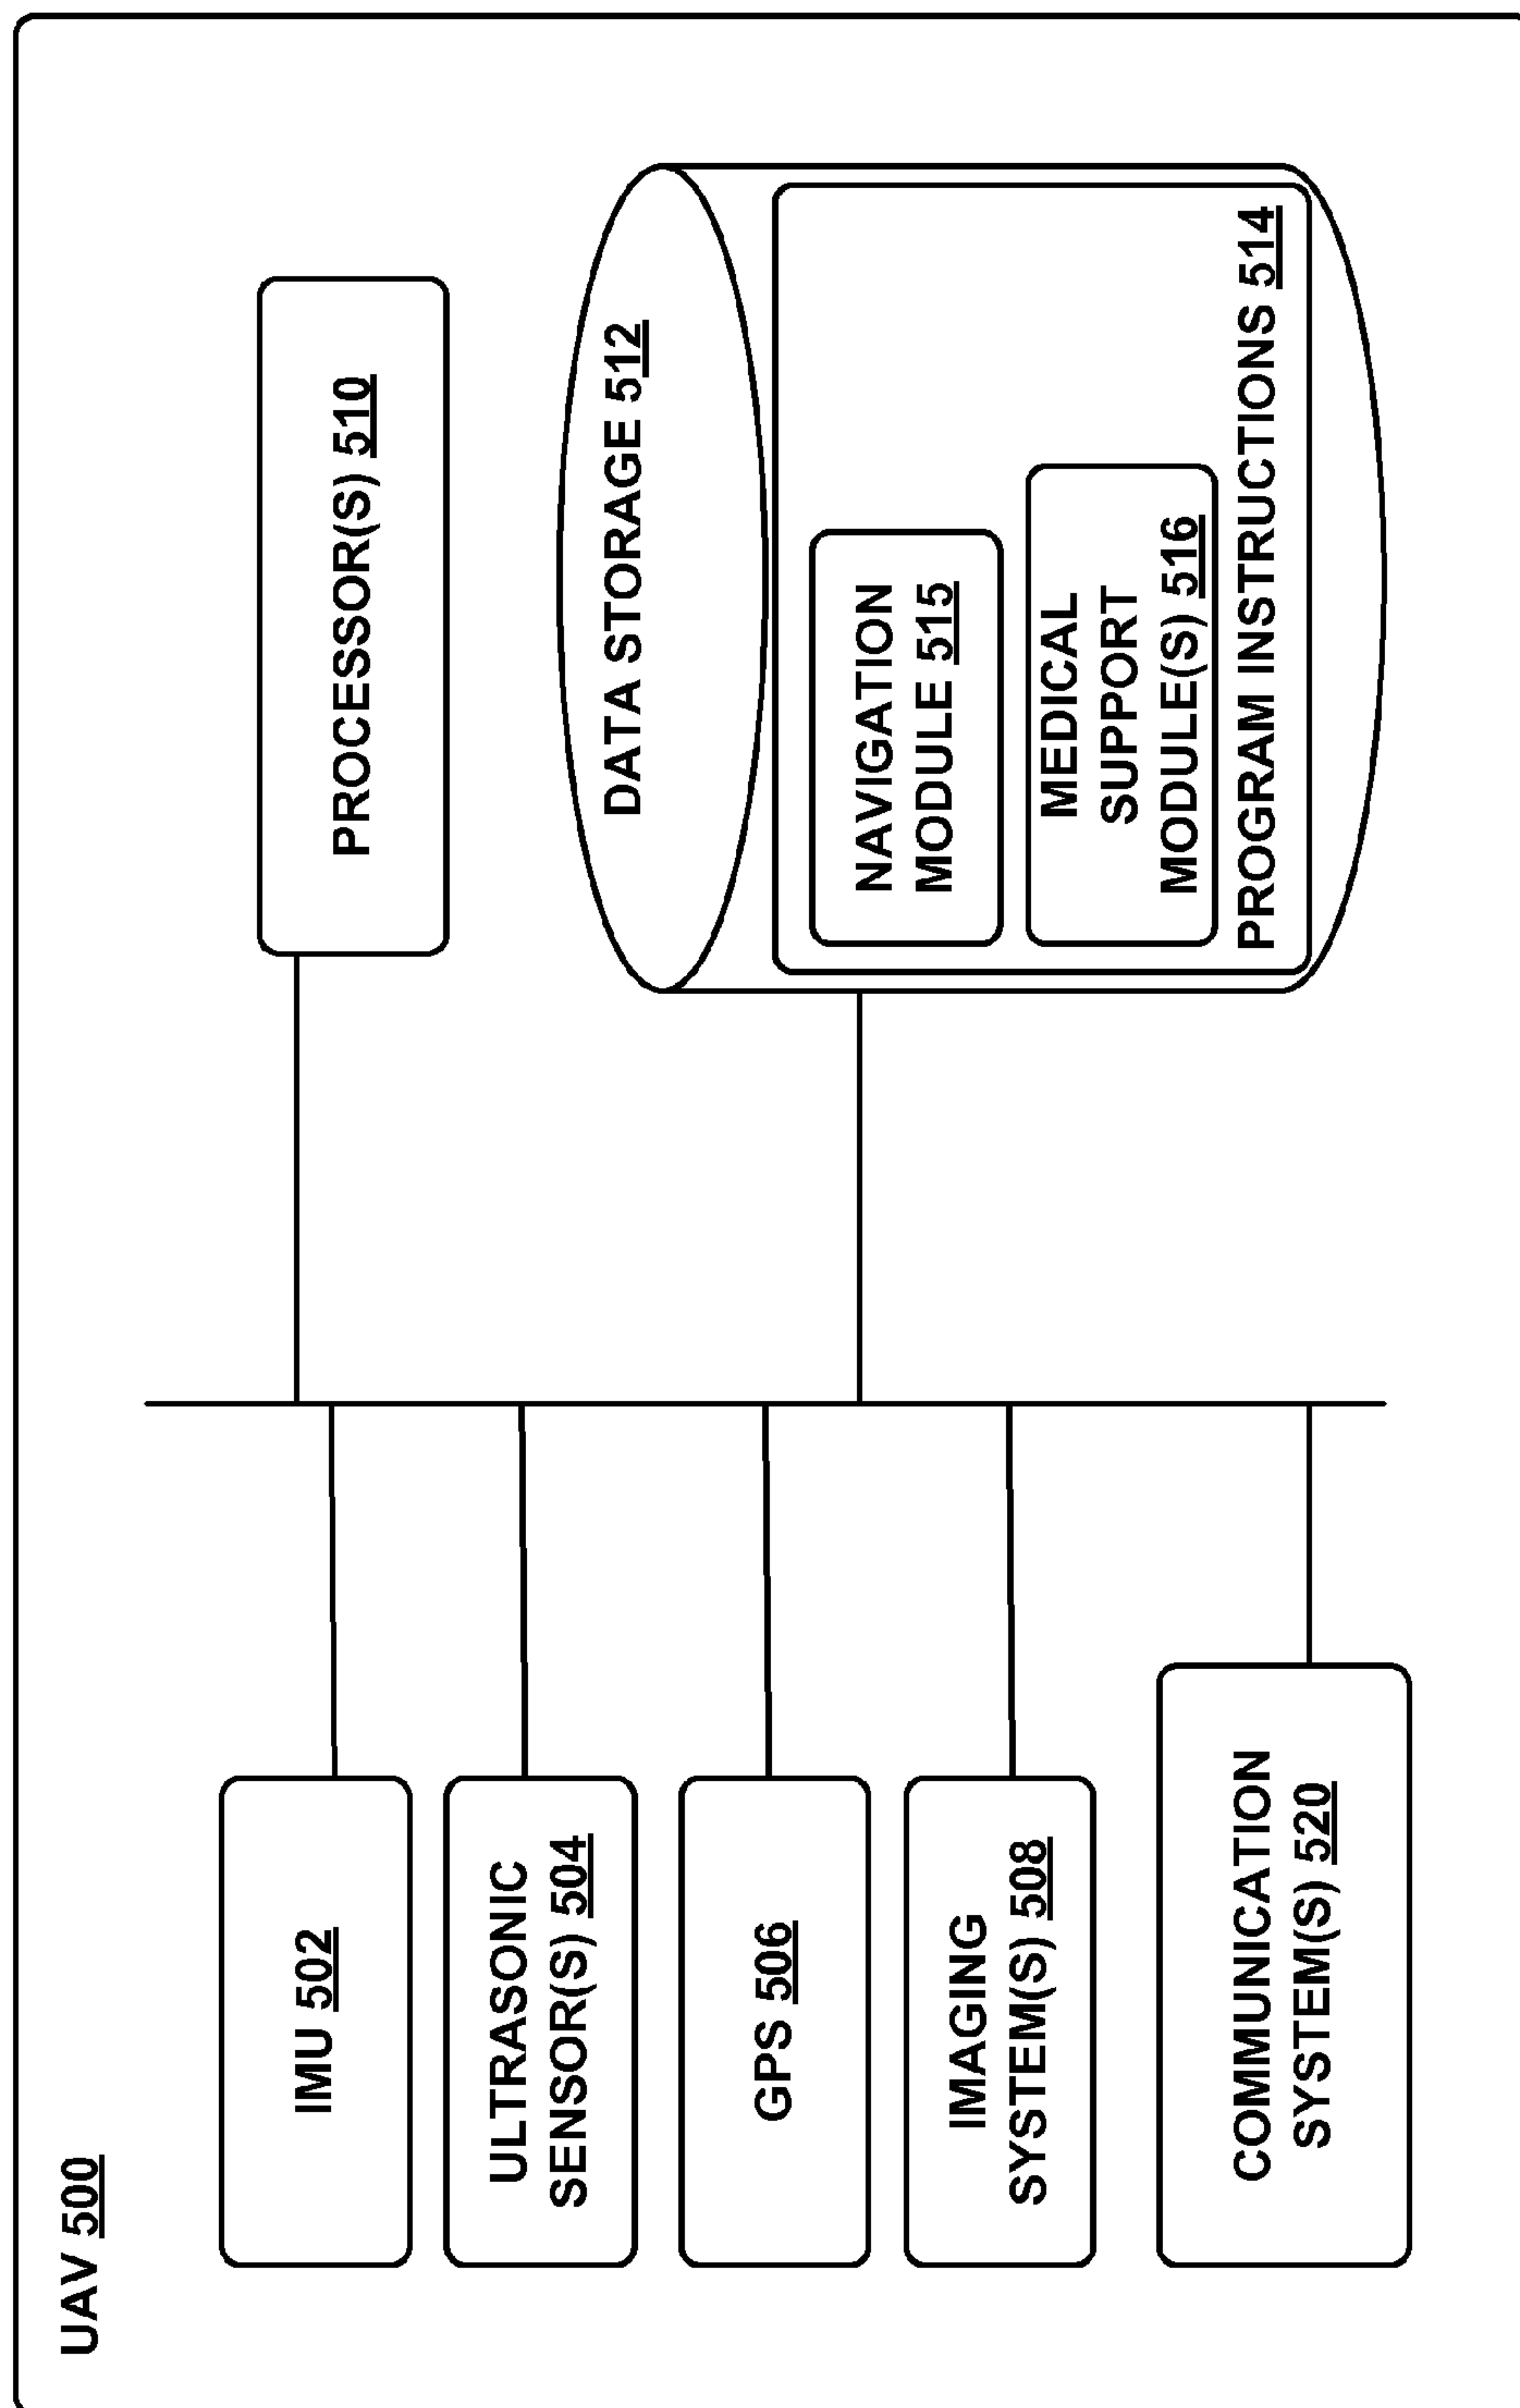 UAV 500
IMU 502
ULTRASONIC
SENSOR(S) 504
GPS 506
IMAGING
SYSTEM(S) 508
COMMUNICATION
SYSTEM(S) 520
PROCESSOR(S) 510
DATA STORAGE 512
NAVIGATION
MODULE 515
MEDICAL
SUPPORT
MODULE(S) 516
PROGRAM INSTRUCTIONS 514